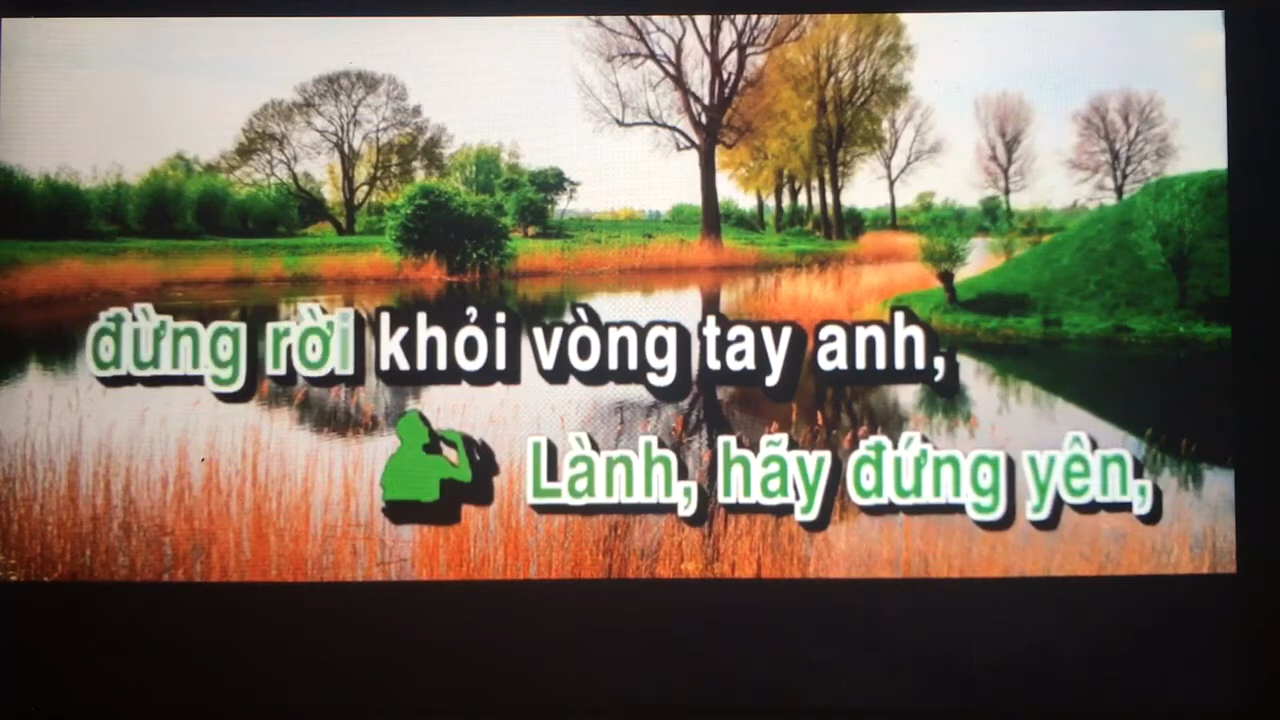 đừng rời khỏi vòng tay anh,
Lành, hãy đứng yên,